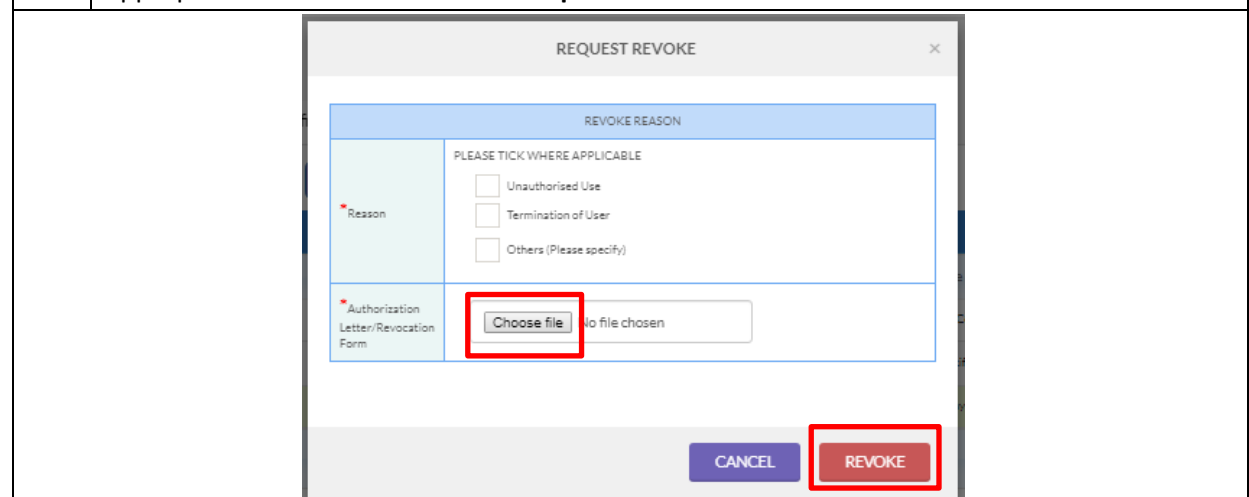 REQUEST REVOKE ×
REVOKE REASON
PLEASE TICK WHERE APPLICABLE
Unauthorised Use
*Reason
Termination of User
Others (Please specify)
*Authorization
Letter/Revocation
Form
Choose file No file chosen
CANCEL REVOKE